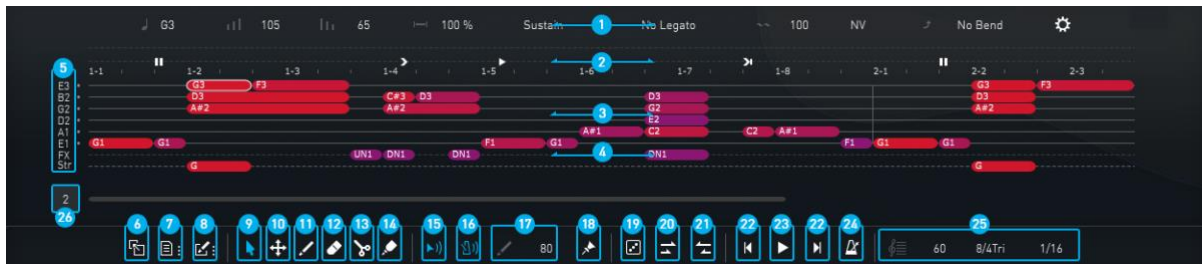 G3 105 65 100 % Sustain 1 No Legato 100 NV No Bend
2
5 1-1 1-2 1-3 1-4 1-5 1-6 1-7 1-8 2-1 2-2 2-3
E3 G3 F3 G3 F3
B2 D3 C#3 D3 D3 D3
G2 A#2 A#2 G2 A#2
D2 3 E2
A1 A#1 C2 C2 A#1
E1 G1 G1 F1 G1 F1 G1 G1
FX UN1 DN1 DN1 4 DN1
Str G G
2
26 6 7 8 9 10 11 12 13 14 15 16 17 18 19 20 21 22 23 22 24 25
80 60 8/4Tri 1/16